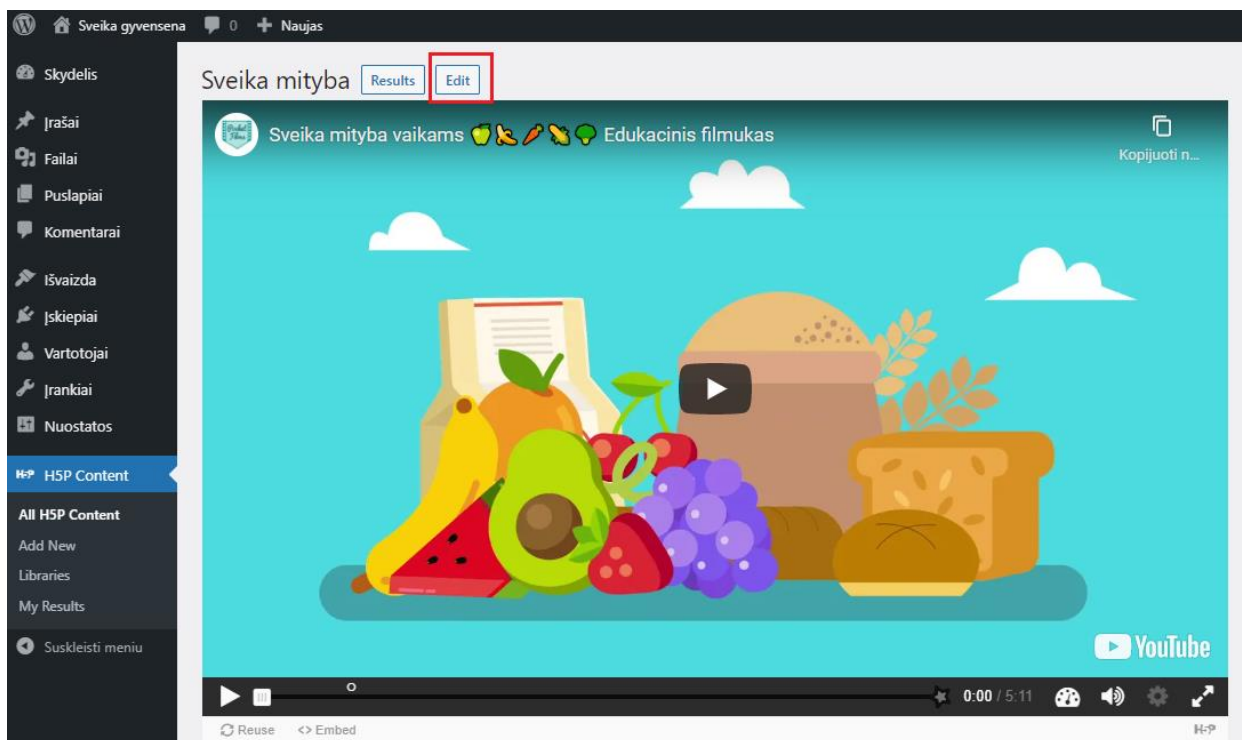 Sveika gyvensena 0 Naujas
Skydelis
Įrašai
Failai
Puslapiai
Komentarai
Išvaizda
Įskiepiai
Vartotojai
Įrankiai
Nuostatos
H5P H5P Content
All H5P Content
Add New
Libraries
My Results
Suskleisti meniu
Sveika mityba Results Edit
Sveika mityba vaikams 🍏🍌🥕🌽🥦 Edukacinis filmukas
Kopijuoti n...
YouTube
0:00 / 5:11
Reuse <> Embed H5P